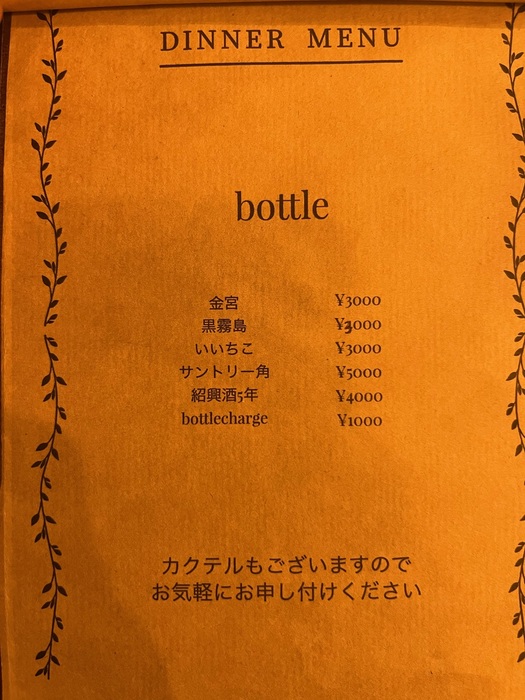 DINNER MENU
bottle
金宮 ¥3000
黒霧島 ¥3000
いいちこ ¥3000
サントリー角 ¥5000
紹興酒5年 ¥4000
bottlecharge ¥1000
カクテルもございますので
お気軽にお申し付けください